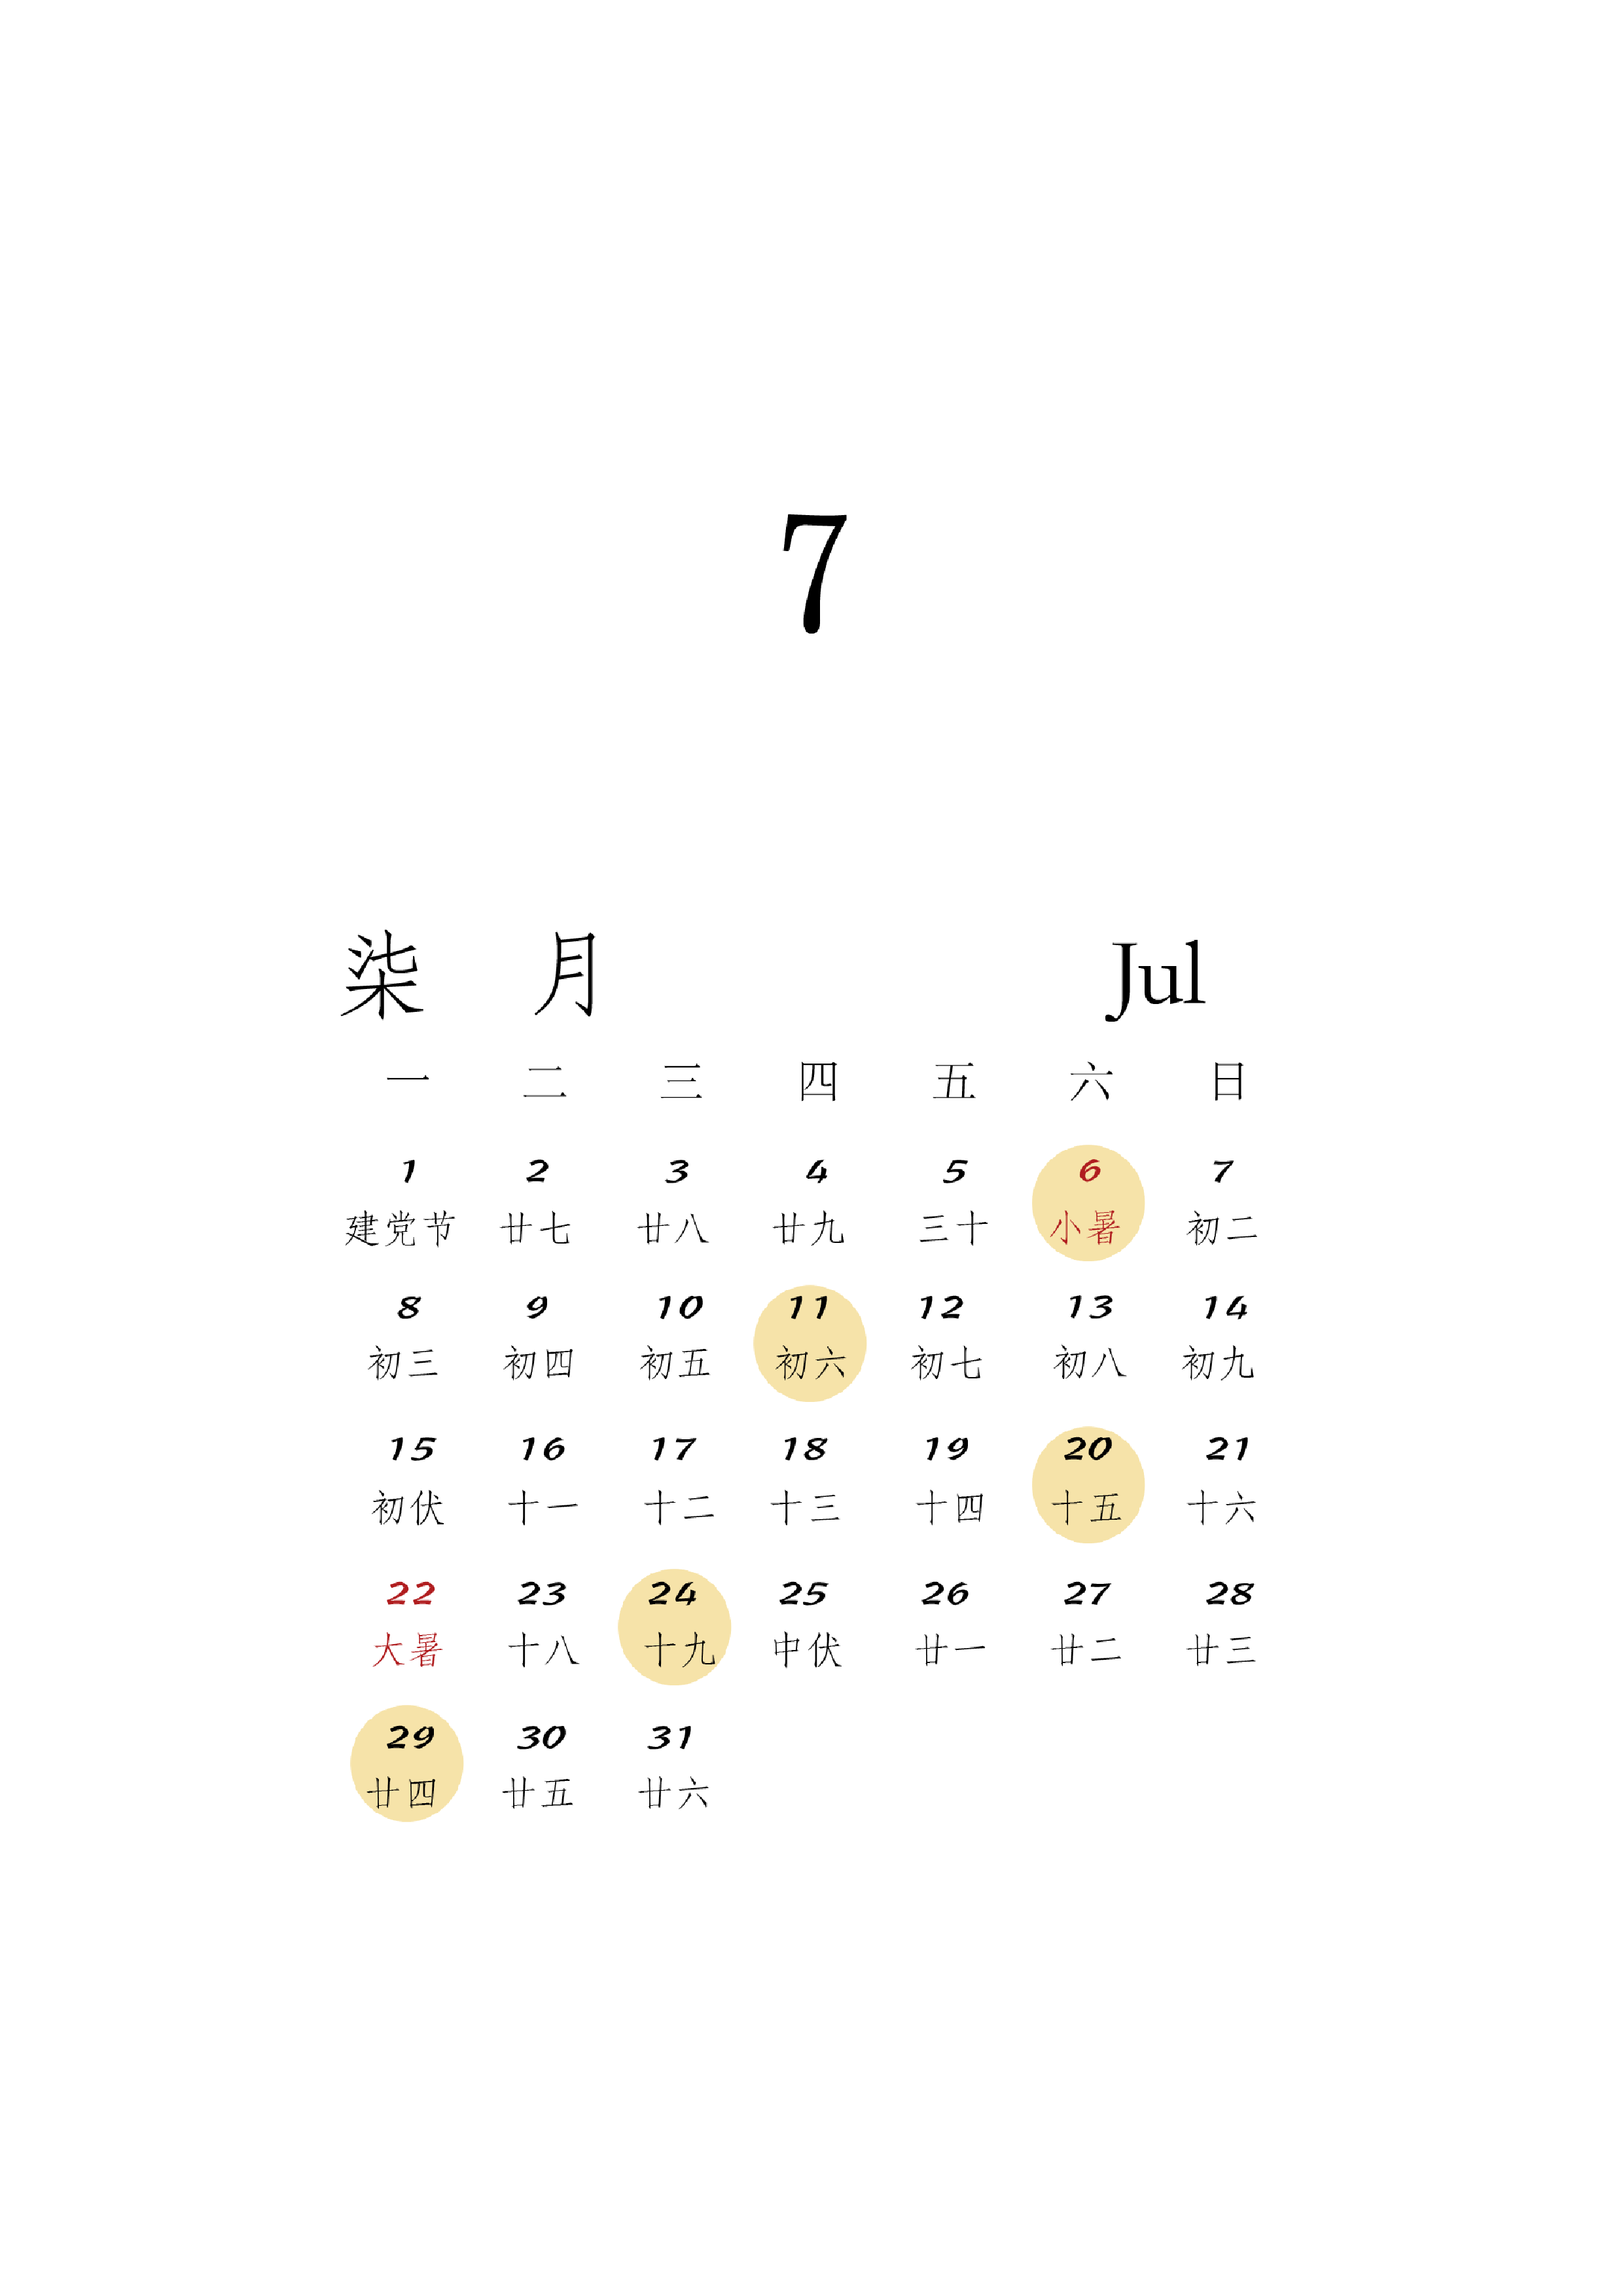 7
柒 月 Jul
一 二 三 四 五 六 日
1 2 3 4 5 6 7
建党节 廿七 廿八 廿九 三十 小暑 初二
8 9 10 11 12 13 14
初三 初四 初五 初六 初七 初八 初九
15 16 17 18 19 20 21
初伏 十一 十二 十三 十四 十五 十六
22 23 24 25 26 27 28
大暑 十八 十九 中伏 廿一 廿二 廿三
29 30 31
廿四 廿五 廿六